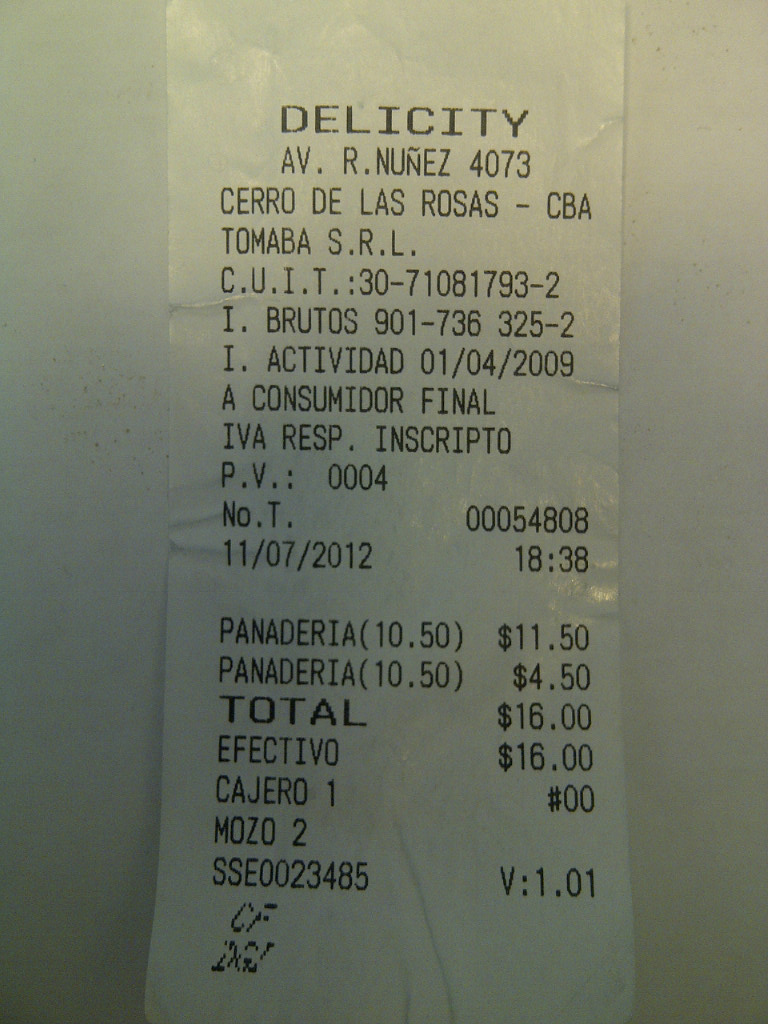 DELICITY
AV. R.NUÑEZ 4073
CERRO DE LAS ROSAS - CBA
TOMABA S.R.L.
C.U.I.T.:30-71081793-2
I. BRUTOS 901-736 325-2
I. ACTIVIDAD 01/04/2009
A CONSUMIDOR FINAL
IVA RESP. INSCRIPTO
P.V.: 0004
No.T. 00054808
11/07/2012 18:38
PANADERIA(10.50) $11.50
PANADERIA(10.50) $4.50
TOTAL $16.00
EFECTIVO $16.00
CAJERO 1 #00
MOZO 2
SSE0023485 V:1.01